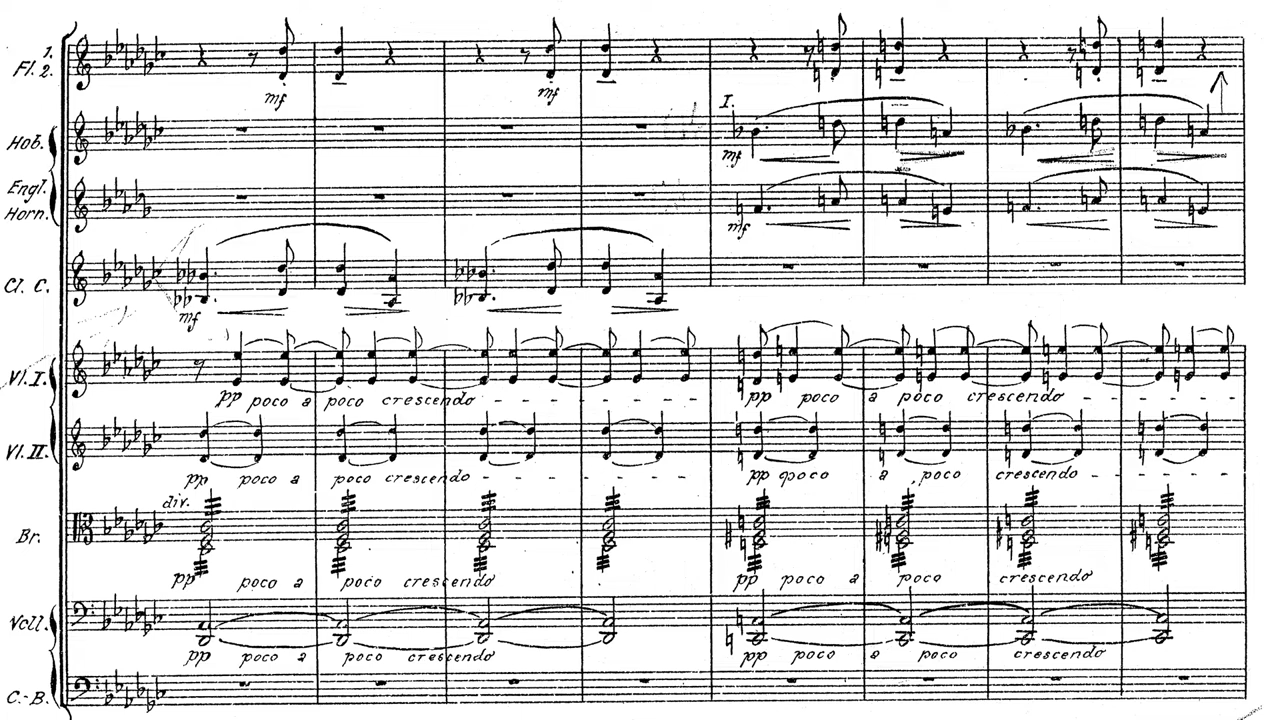 1.
Fl. 2.
mf mf
I.
Hob.
mf
Engl.
Horn.
mf
Cl. C.
mf
Vl. I.
pp poco a poco crescendo pp poco a poco crescendo
Vl. II.
pp poco a poco crescendo pp poco a poco crescendo
div.
Br.
pp poco a poco crescendo pp poco a poco crescendo
Vcll.
pp poco a poco crescendo pp poco a poco crescendo
C.-B.